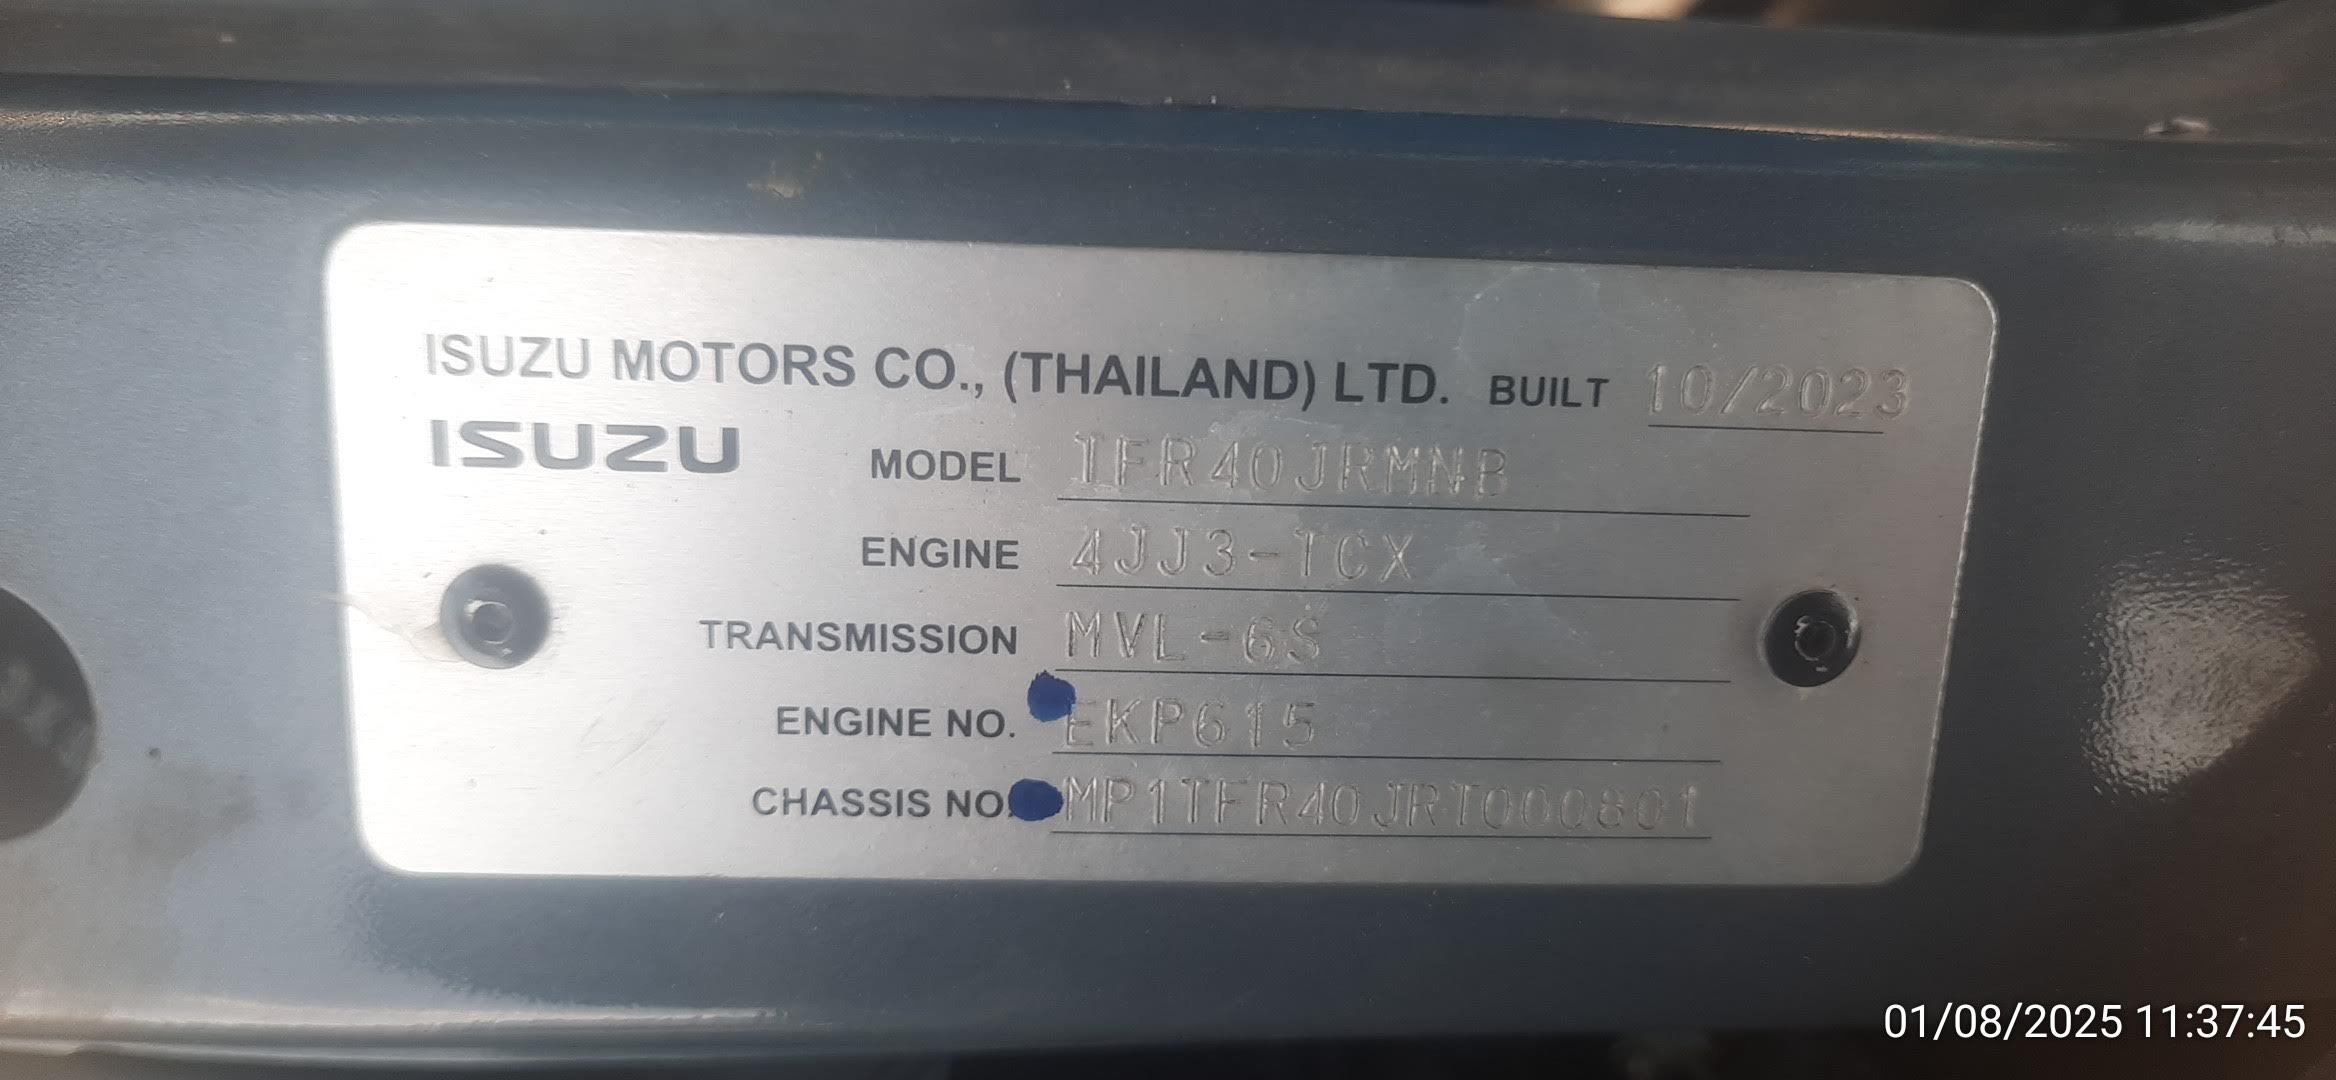 ISUZU MOTORS CO., (THAILAND) LTD. BUILT 10/2023
ISUZU MODEL TFR40JRMNB
ENGINE 4JJ3-TCX
TRANSMISSION MVL-6S
ENGINE NO. EKP615
CHASSIS NO. MP1TFR40JRT000801
01/08/2025 11:37:45